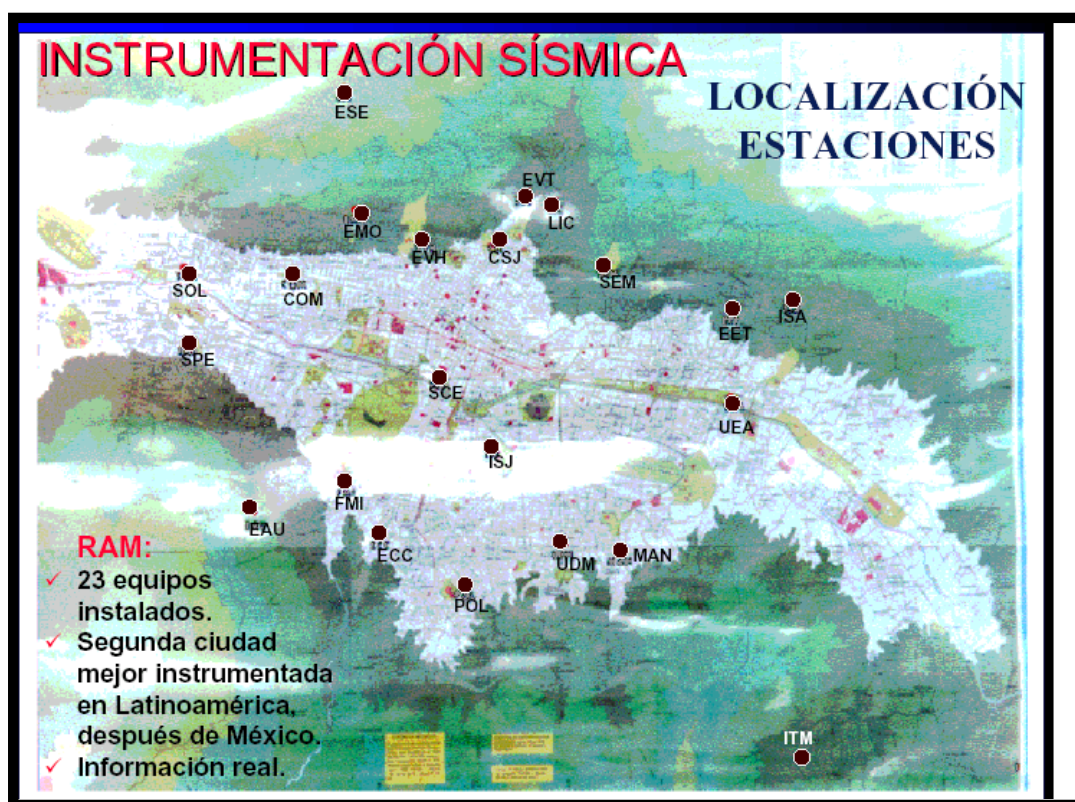 INSTRUMENTACIÓN SÍSMICA
LOCALIZACIÓN
ESTACIONES
ESE
EVT
LIC
EMO
EVH
CSJ
SEM
SOL
COM
EET
ISA
SPE
SCE
UEA
ISJ
FMI
EAU
ECC
UDM
MAN
POL
ITM
RAM:
✓ 23 equipos
instalados.
✓ Segunda ciudad
mejor instrumentada
en Latinoamérica,
después de México.
✓ Información real.